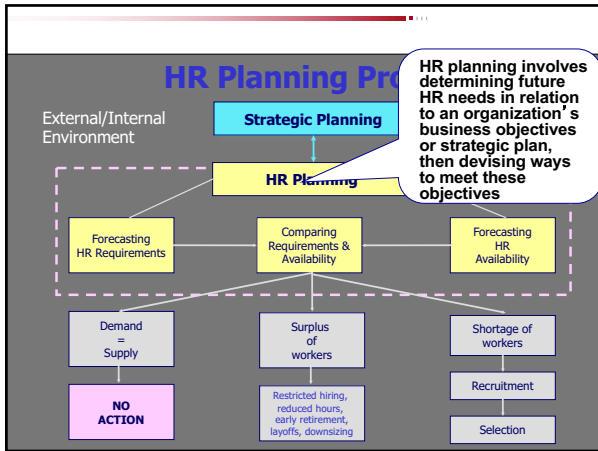 HR Planning Pro
HR planning involves
determining future
HR needs in relation
to an organization's
business objectives
or strategic plan,
then devising ways
to meet these
objectives
External/Internal
Environment
Strategic Planning
HR Planning
Forecasting
HR Requirements
Comparing
Requirements &
Availability
Forecasting
HR
Availability
Demand
=
Supply
Surplus
of
workers
Shortage of
workers
NO
ACTION
Restricted hiring,
reduced hours,
early retirement,
layoffs, downsizing
Recruitment
Selection